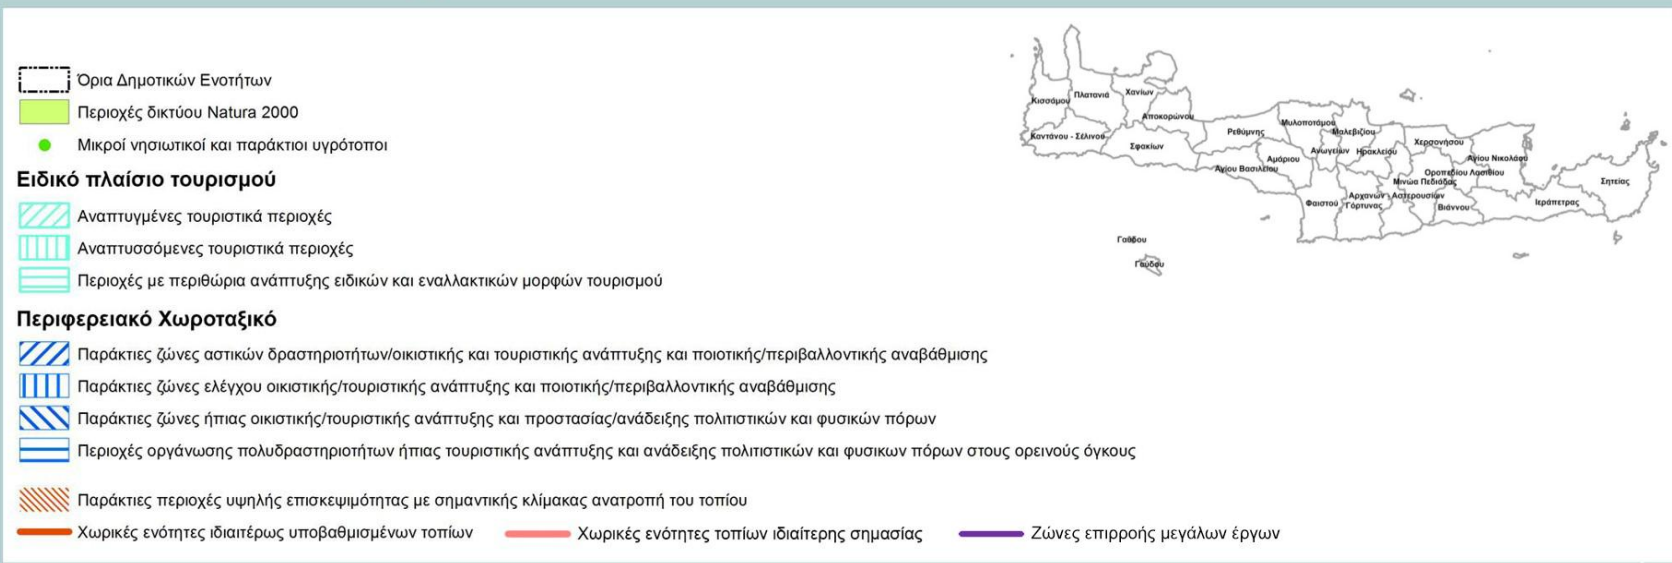 Όρια Δημοτικών Ενοτήτων
Περιοχές δικτύου Natura 2000
Μικροί νησιωτικοί και παράκτιοι υγρότοποι
Ειδικό πλαίσιο τουρισμού
Αναπτυγμένες τουριστικά περιοχές
Αναπτυσσόμενες τουριστικά περιοχές
Περιοχές με περιθώρια ανάπτυξης ειδικών και εναλλακτικών μορφών τουρισμού
Περιφερειακό Χωροταξικό
Παράκτιες ζώνες αστικών δραστηριοτήτων/οικιστικής και τουριστικής ανάπτυξης και ποιοτικής/περιβαλλοντικής αναβάθμισης
Παράκτιες ζώνες ελέγχου οικιστικής/τουριστικής ανάπτυξης και ποιοτικής/περιβαλλοντικής αναβάθμισης
Παράκτιες ζώνες ήπιας οικιστικής/τουριστικής ανάπτυξης και προστασίας/ανάδειξης πολιτιστικών και φυσικών πόρων
Περιοχές οργάνωσης πολυδραστηριοτήτων ήπιας τουριστικής ανάπτυξης και ανάδειξης πολιτιστικών και φυσικων πόρων στους ορεινούς όγκους
Παράκτιες περιοχές υψηλής επισκεψιμότητας με σημαντικής κλίμακας ανατροπή του τοπίου
Χωρικές ενότητες ιδιαιτέρως υποβαθμισμένων τοπίων
Χωρικές ενότητες τοπίων ιδιαίτερης σημασίας
Ζώνες επιρροής μεγάλων έργων
Κισσάμου
Πλατανιά
Χανίων
Αποκορώνου
Καντάνου - Σέλινου
Σφακίων
Ρεθύμνης
Μυλοποτάμου
Μαλεβιζίου
Ανωγείων
Ηρακλείου
Χερσονήσου
Αγίου Νικολάου
Αμάριου
Αγίου Βασιλείου
Οροπεδίου Λασιθίου
Μινώα Πεδιάδας
Σητείας
Φαιστού
Αρχανών - Αστερουσίων
Γόρτυνας
Βιάννου
Ιεράπετρας
Γαύδου
Γαύδου